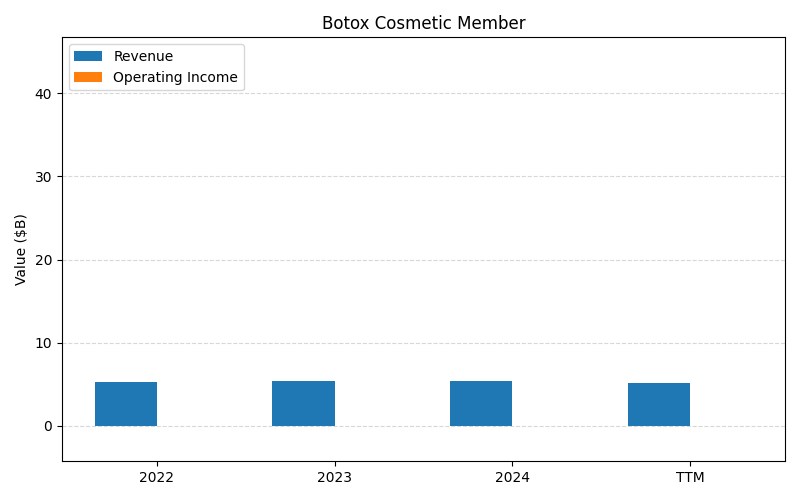 Botox Cosmetic Member
Revenue
Operating Income
Value ($B)
40
30
20
10
0
2022
2023
2024
TTM